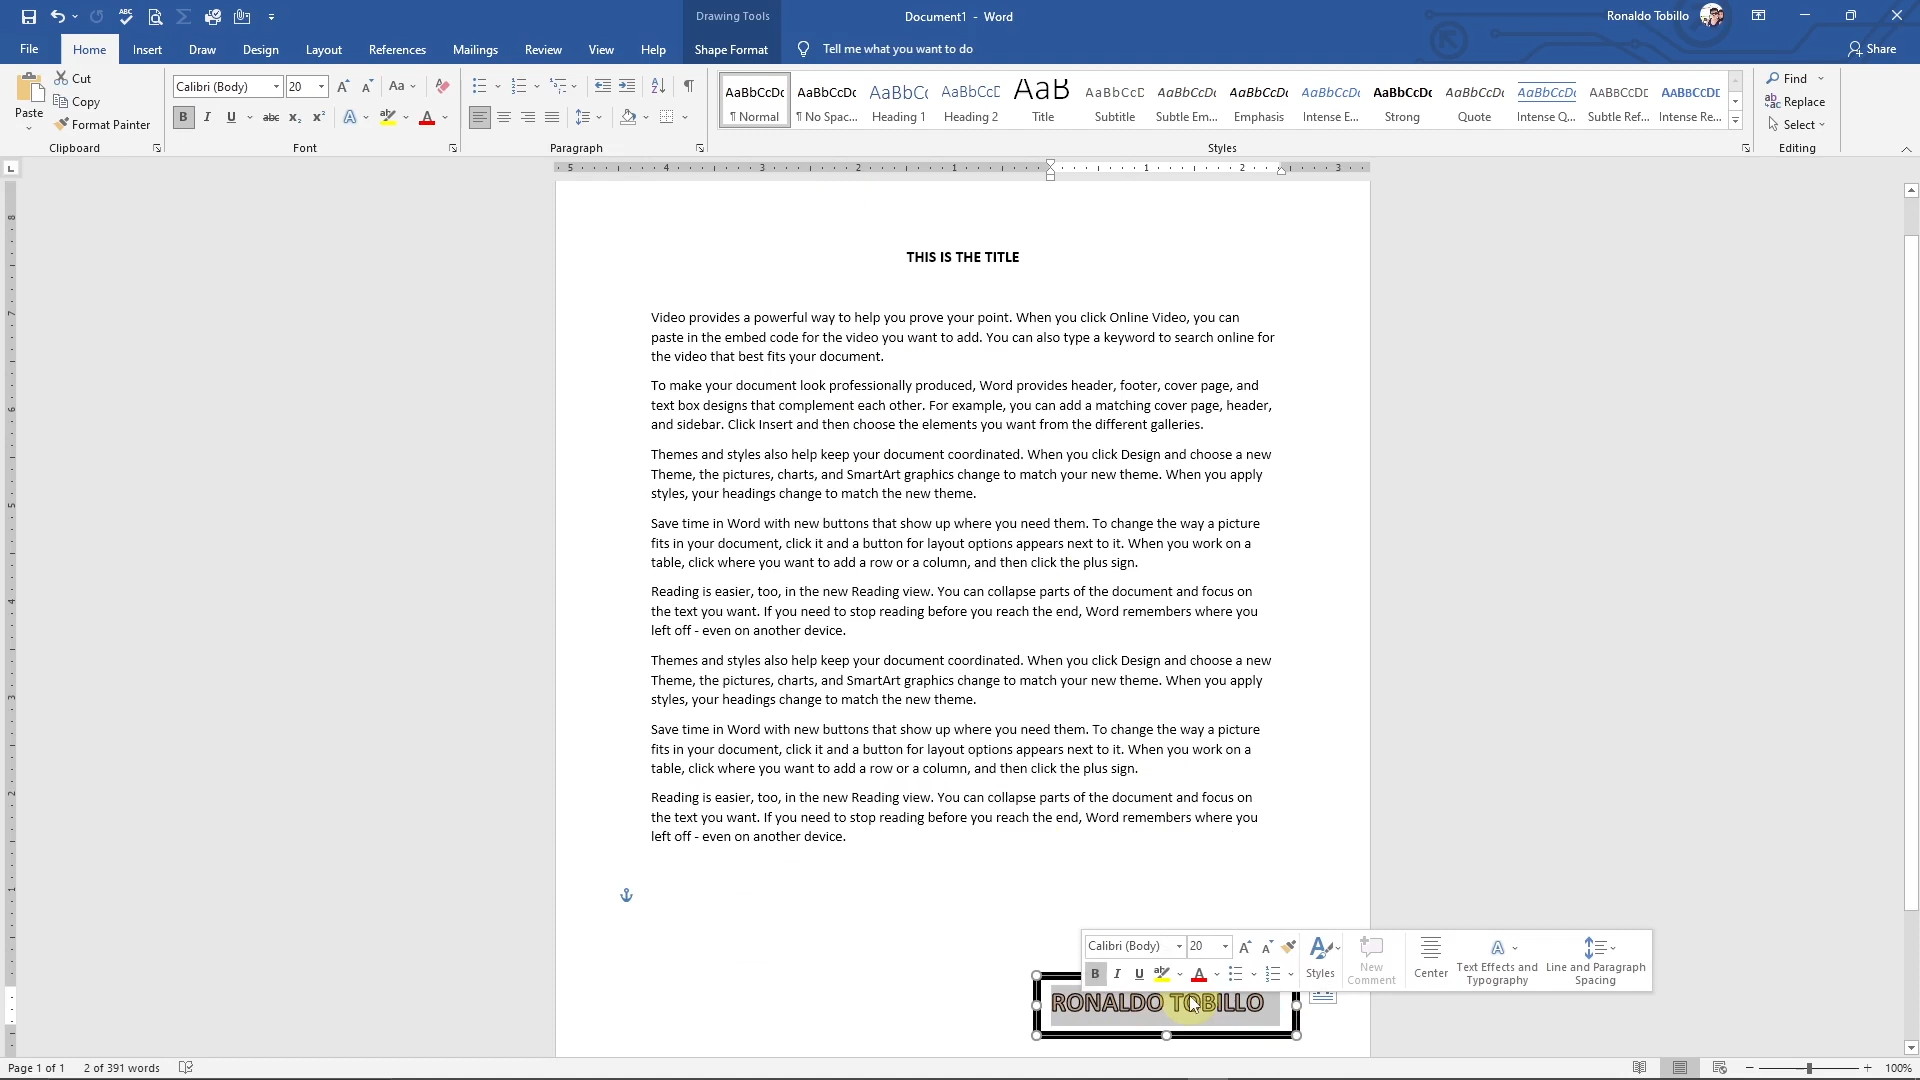 Drawing Tools
Document1 - Word
Ronaldo Tobillo
File Home Insert Draw Design Layout References Mailings Review View Help Shape Format Tell me what you want to do Share
Paste
Cut
Copy
Format Painter
Clipboard
Calibri (Body) 20
Font
Paragraph
AaBbCcDc AaBbCcDc AaBbCc AaBbCcD AaB AaBbCcD AaBbCcDc AaBbCcDc AaBbCcDc AaBbCcDc AaBbCcDc AaBbCcDc AABBCCDD AABBCCDD
¶ Normal ¶ No Spac... Heading 1 Heading 2 Title Subtitle Subtle Em... Emphasis Intense E... Strong Quote Intense Q... Subtle Ref... Intense Re...
Styles
Find
Replace
Select
Editing
5 4 3 2 1 1 2 3
THIS IS THE TITLE
Video provides a powerful way to help you prove your point. When you click Online Video, you can
paste in the embed code for the video you want to add. You can also type a keyword to search online for
the video that best fits your document.
To make your document look professionally produced, Word provides header, footer, cover page, and
text box designs that complement each other. For example, you can add a matching cover page, header,
and sidebar. Click Insert and then choose the elements you want from the different galleries.
Themes and styles also help keep your document coordinated. When you click Design and choose a new
Theme, the pictures, charts, and SmartArt graphics change to match your new theme. When you apply
styles, your headings change to match the new theme.
Save time in Word with new buttons that show up where you need them. To change the way a picture
fits in your document, click it and a button for layout options appears next to it. When you work on a
table, click where you want to add a row or a column, and then click the plus sign.
Reading is easier, too, in the new Reading view. You can collapse parts of the document and focus on
the text you want. If you need to stop reading before you reach the end, Word remembers where you
left off - even on another device.
Themes and styles also help keep your document coordinated. When you click Design and choose a new
Theme, the pictures, charts, and SmartArt graphics change to match your new theme. When you apply
styles, your headings change to match the new theme.
Save time in Word with new buttons that show up where you need them. To change the way a picture
fits in your document, click it and a button for layout options appears next to it. When you work on a
table, click where you want to add a row or a column, and then click the plus sign.
Reading is easier, too, in the new Reading view. You can collapse parts of the document and focus on
the text you want. If you need to stop reading before you reach the end, Word remembers where you
left off - even on another device.
Calibri (Body) 20
B I U
Styles
New Comment
Center
Text Effects and Typography
Line and Paragraph Spacing
RONALDO TOBILLO
Page 1 of 1 2 of 391 words
100%